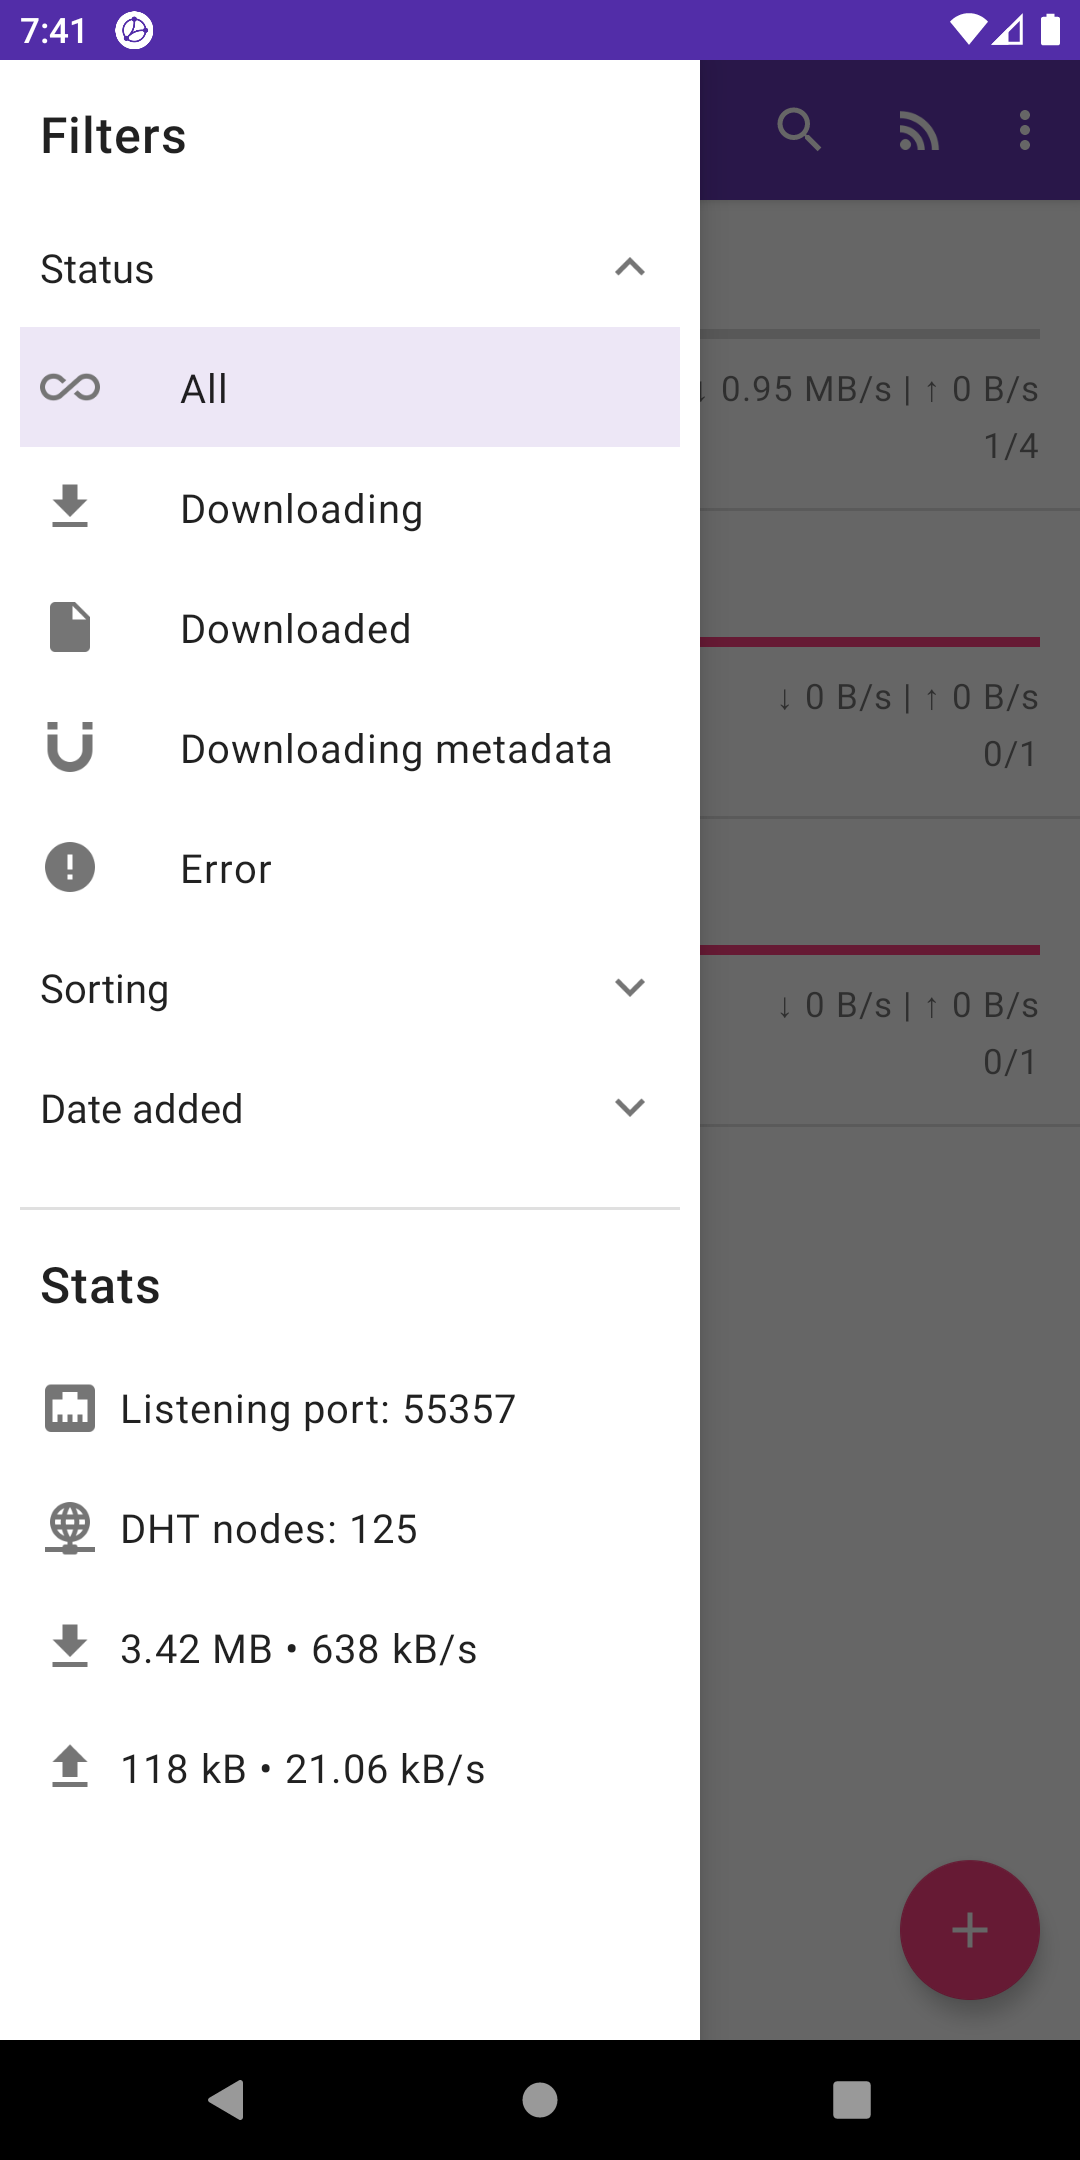 7:41
Filters
Status
All
↓ 0.95 MB/s | ↑ 0 B/s
1/4
Downloading
Downloaded
↓ 0 B/s | ↑ 0 B/s
Downloading metadata
0/1
Error
Sorting
↓ 0 B/s | ↑ 0 B/s
0/1
Date added
Stats
Listening port: 55357
DHT nodes: 125
3.42 MB • 638 kB/s
118 kB • 21.06 kB/s